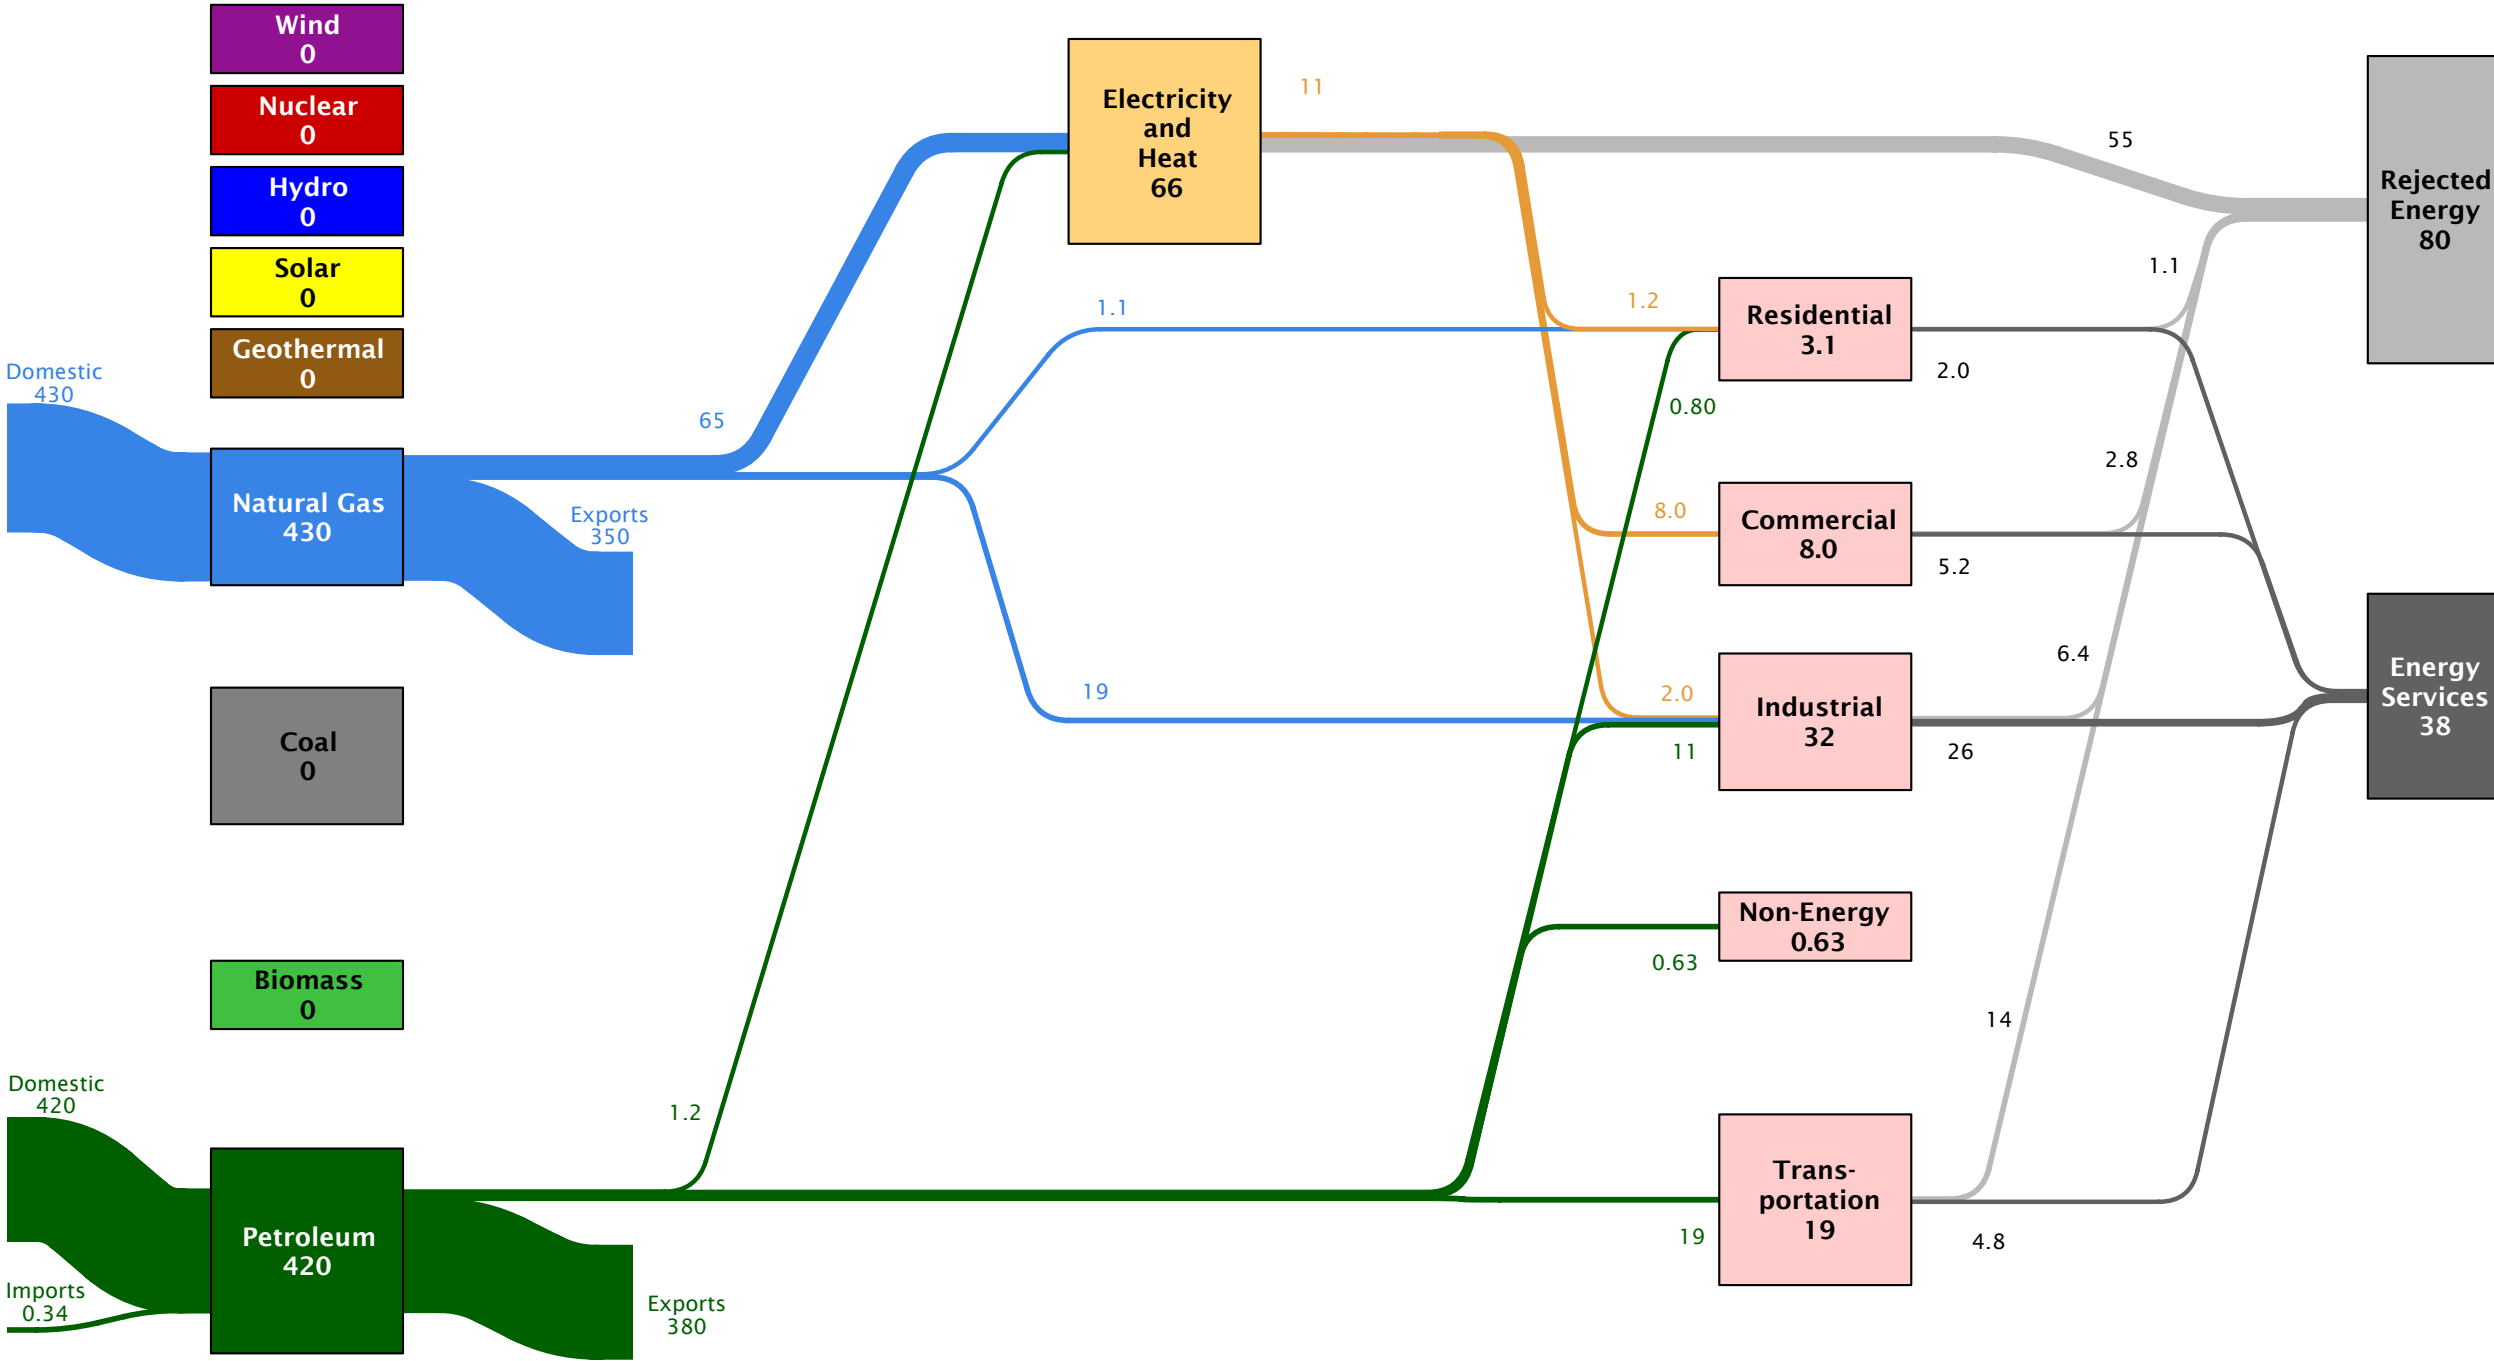 Wind
0
Nuclear
0
Hydro
0
Solar
0
Geothermal
0
Domestic
430
Natural Gas
430
Exports
350
Coal
0
Biomass
0
Domestic
420
Petroleum
420
Imports
0.34
Exports
380
65
1.1
19
1.2
Electricity
and
Heat
66
11
1.2
0.80
8.0
2.0
11
0.63
19
Residential
3.1
Commercial
8.0
Industrial
32
Non-Energy
0.63
Trans-
portation
19
55
1.1
2.0
2.8
5.2
6.4
26
14
4.8
Rejected
Energy
80
Energy
Services
38